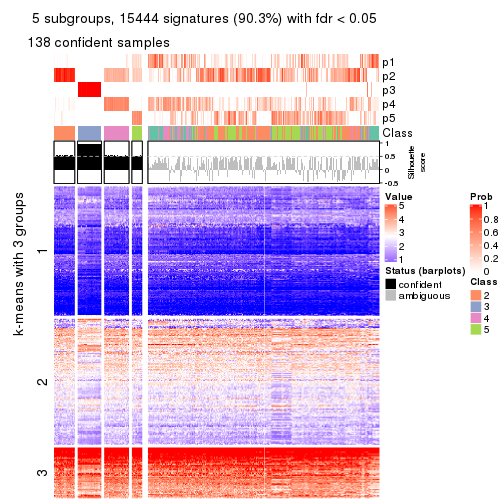 5 subgroups, 15444 signatures (90.3%) with fdr < 0.05
138 confident samples
p1
p2
p3
p4
p5
Class
1
0.5
0
-0.5
Silhouette
score
k-means with 3 groups
1
2
3
Value
5
4
3
2
1
Status (barplots)
confident
ambiguous
Prob
1
0.8
0.6
0.4
0.2
0
Class
2
3
4
5